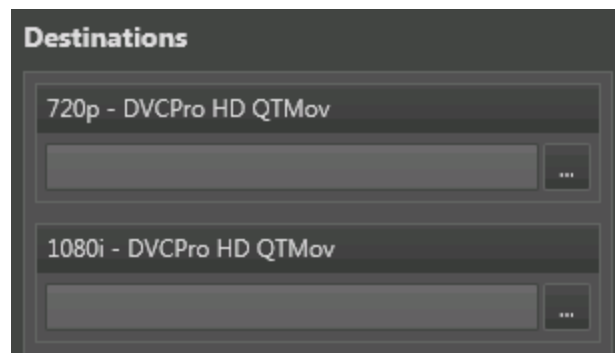 Destinations
720p - DVCPro HD QTMov
...
1080i - DVCPro HD QTMov
...